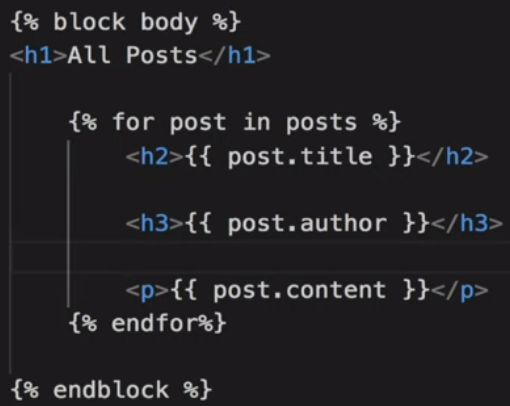 {% block body %}
<h1>All Posts</h1>
{% for post in posts %}
<h2>{{ post.title }}</h2>
<h3>{{ post.author }}</h3>
<p>{{ post.content }}</p>
{% endfor%}
{% endblock %}